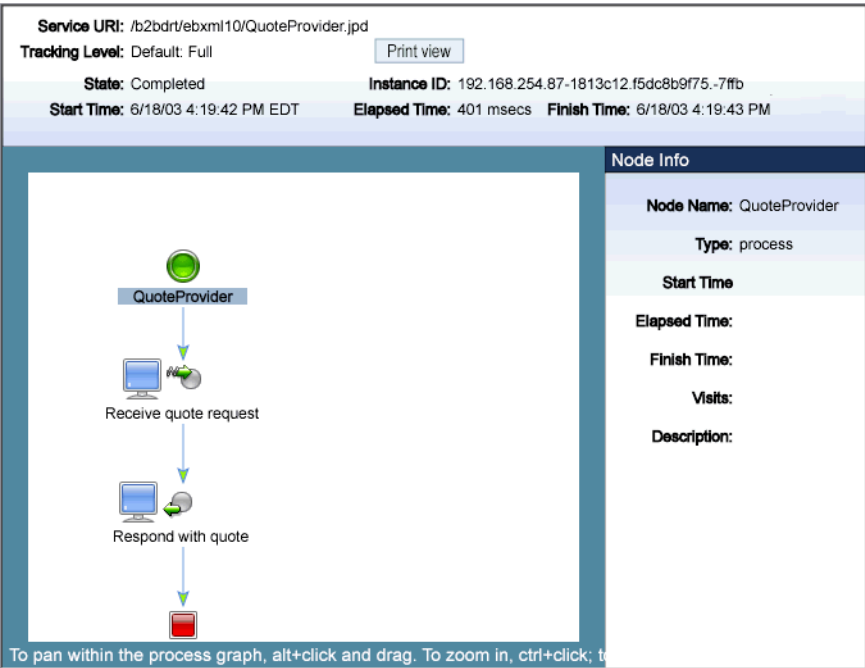 Service URI: /b2bdrt/ebxml10/QuoteProvider.jpd
Tracking Level: Default: Full Print view
State: Completed Instance ID: 192.168.254.87-1813c12.f5dc8b9f75.-7ffb
Start Time: 6/18/03 4:19:42 PM EDT Elapsed Time: 401 msecs Finish Time: 6/18/03 4:19:43 PM
Node Info
Node Name: QuoteProvider
Type: process
Start Time
Elapsed Time:
Finish Time:
Visits:
Description:
QuoteProvider
Receive quote request
Respond with quote
To pan within the process graph, alt+click and drag. To zoom in, ctrl+click;